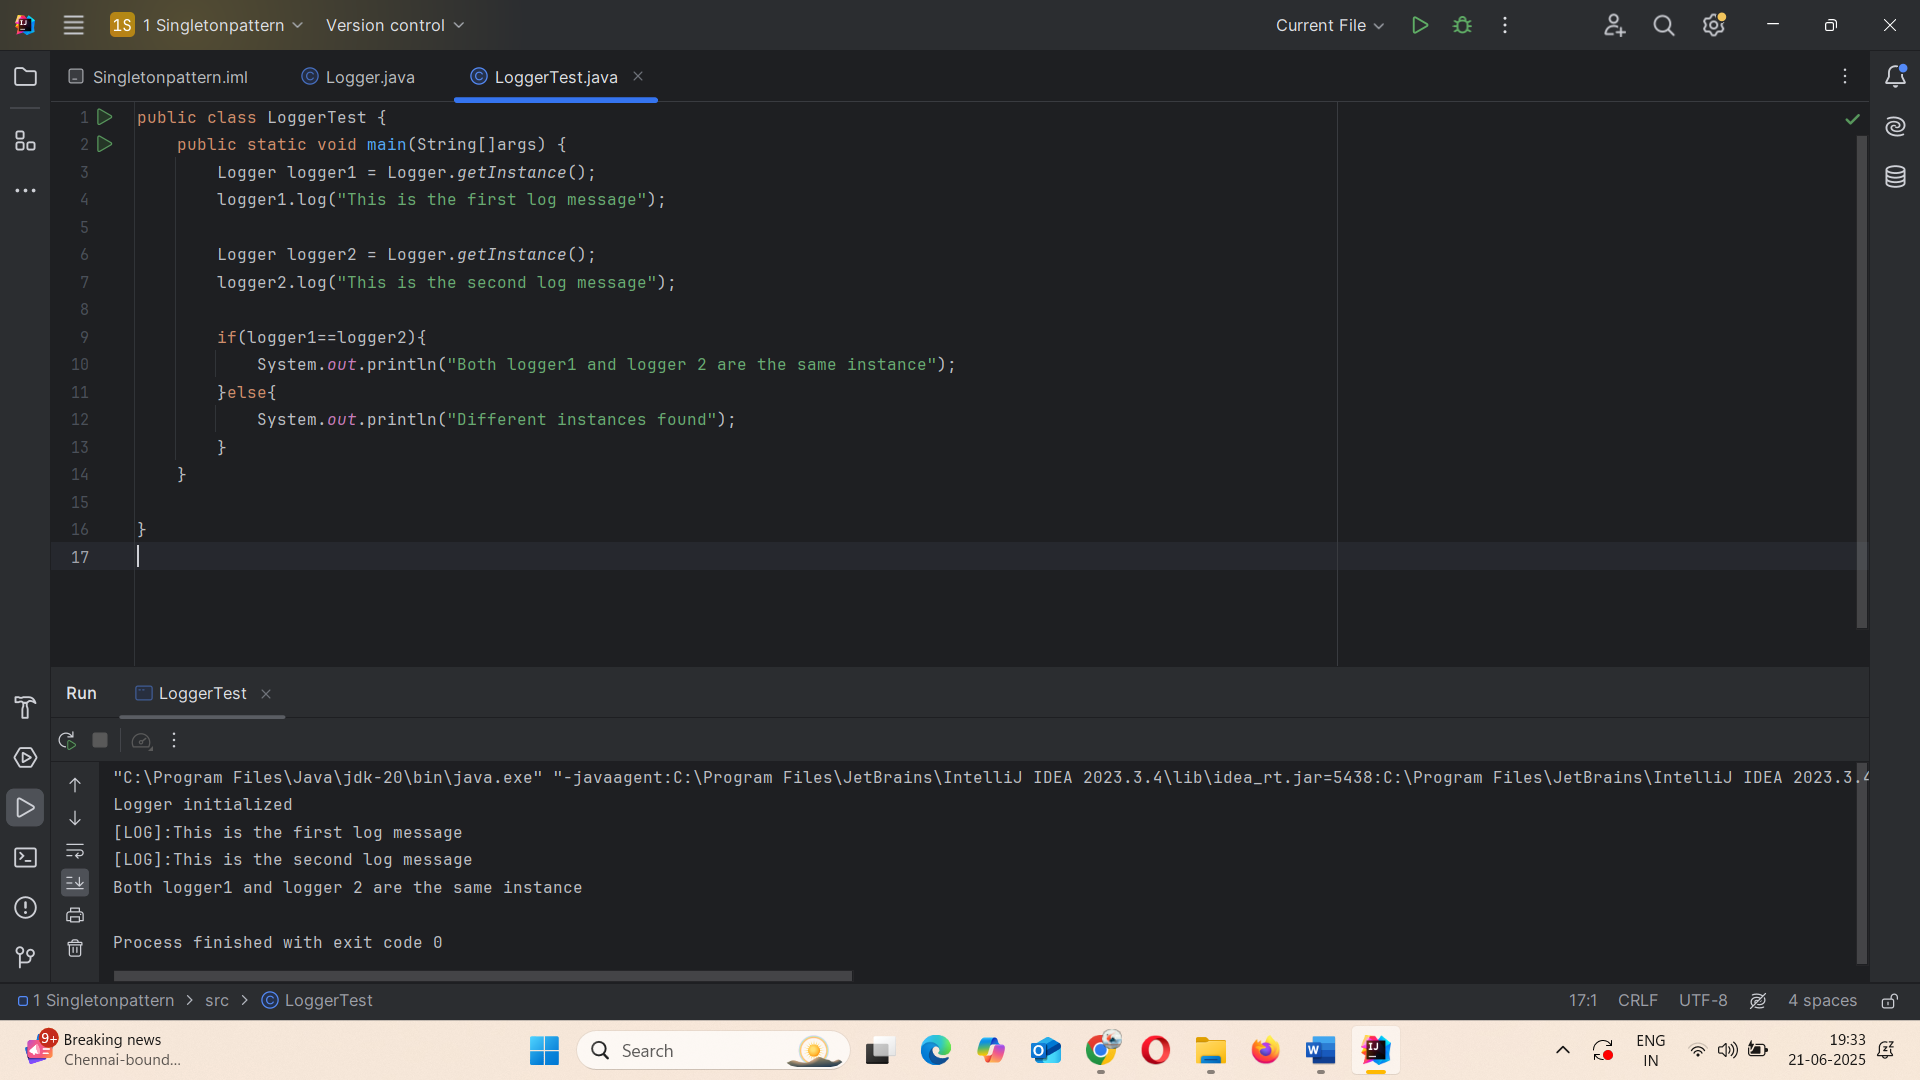 1S 1 Singletonpattern Version control Current File
Singletonpattern.iml Logger.java LoggerTest.java
1 public class LoggerTest {
2     public static void main(String[]args) {
3         Logger logger1 = Logger.getInstance();
4         logger1.log("This is the first log message");
5
6         Logger logger2 = Logger.getInstance();
7         logger2.log("This is the second log message");
8
9         if(logger1==logger2){
10             System.out.println("Both logger1 and logger 2 are the same instance");
11         }else{
12             System.out.println("Different instances found");
13         }
14     }
15
16 }
17
Run LoggerTest
"C:\Program Files\Java\jdk-20\bin\java.exe" "-javaagent:C:\Program Files\JetBrains\IntelliJ IDEA 2023.3.4\lib\idea_rt.jar=5438:C:\Program Files\JetBrains\IntelliJ IDEA 2023.3.4
Logger initialized
[LOG]:This is the first log message
[LOG]:This is the second log message
Both logger1 and logger 2 are the same instance
Process finished with exit code 0
1 Singletonpattern > src > LoggerTest 17:1 CRLF UTF-8 4 spaces
9+ Breaking news
Chennai-bound...
Search
ENG
IN
19:33
21-06-2025